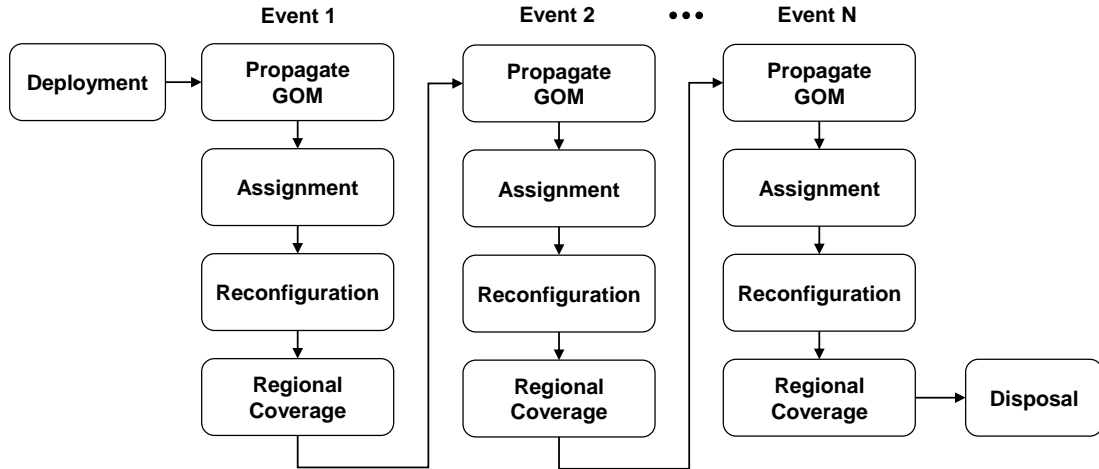 Event 1
Event 2
•••
Event N
Deployment
Propagate
GOM
Assignment
Reconfiguration
Regional
Coverage
Propagate
GOM
Assignment
Reconfiguration
Regional
Coverage
Propagate
GOM
Assignment
Reconfiguration
Regional
Coverage
Disposal